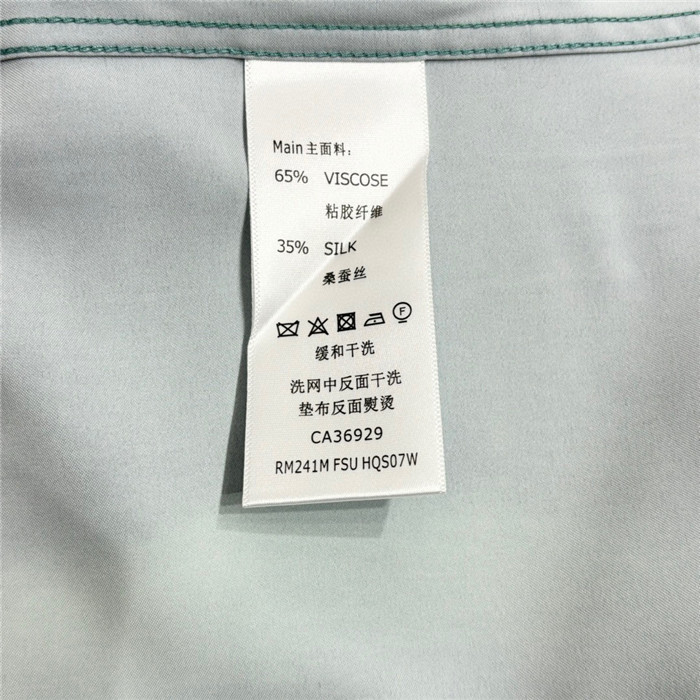 Main主面料：
65% VISCOSE
粘胶纤维
35% SILK
桑蚕丝
F
缓和干洗
洗网中反面干洗
垫布反面熨烫
CA36929
RM241M FSU HQS07W